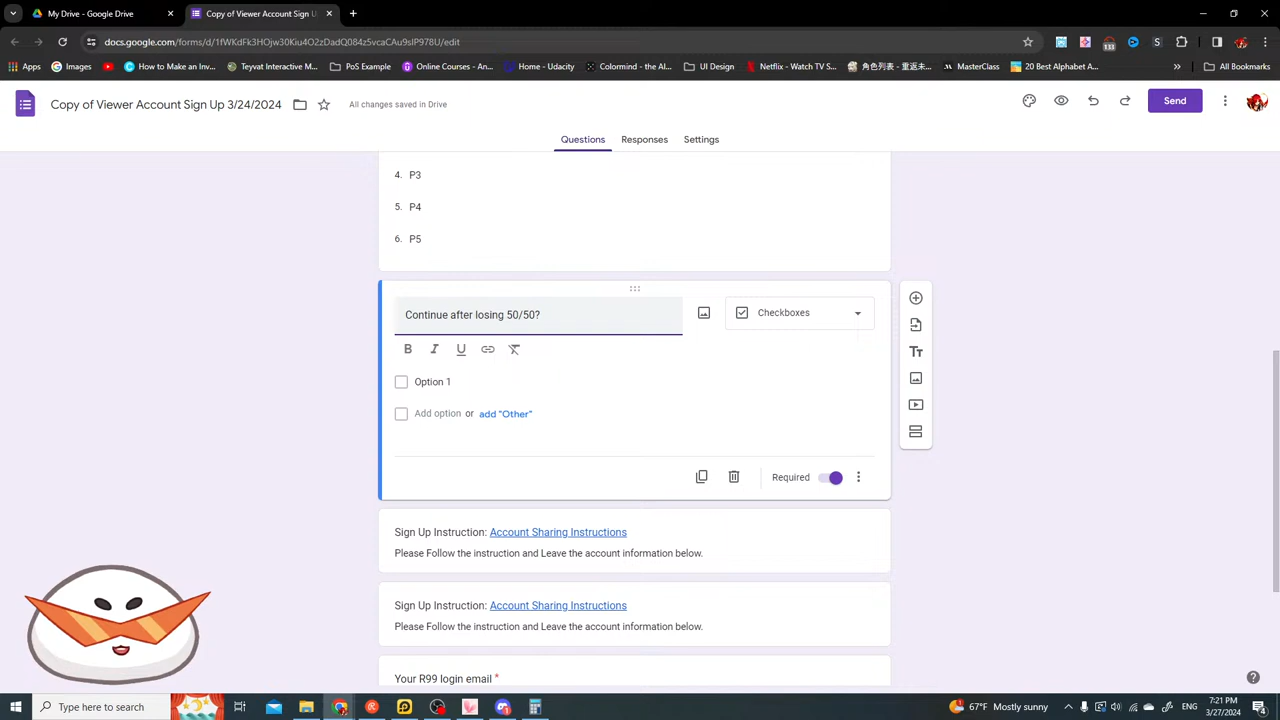 My Drive - Google Drive
Copy of Viewer Account Sign U
docs.google.com/forms/d/1fWKdFk3HOjw30Kiu4O2zDadQ084z5vcaCAu9slP978U/edit
133
Apps
Images
How to Make an Inv...
Teyvat Interactive M...
PoS Example
Online Courses - An...
Home - Udacity
Colormind - the AI...
UI Design
Netflix - Watch TV S...
角色列表 - 重返未...
MasterClass
20 Best Alphabet A...
All Bookmarks
Copy of Viewer Account Sign Up 3/24/2024
All changes saved in Drive
Send
Questions
Responses
Settings
4. P3
5. P4
6. P5
Continue after losing 50/50?
Checkboxes
B I U
Option 1
Add option or add "Other"
Required
Sign Up Instruction: Account Sharing Instructions
Please Follow the instruction and Leave the account information below.
Sign Up Instruction: Account Sharing Instructions
Please Follow the instruction and Leave the account information below.
Your R99 login email *
Type here to search
67°F Mostly sunny
ENG
7:21 PM
3/27/2024